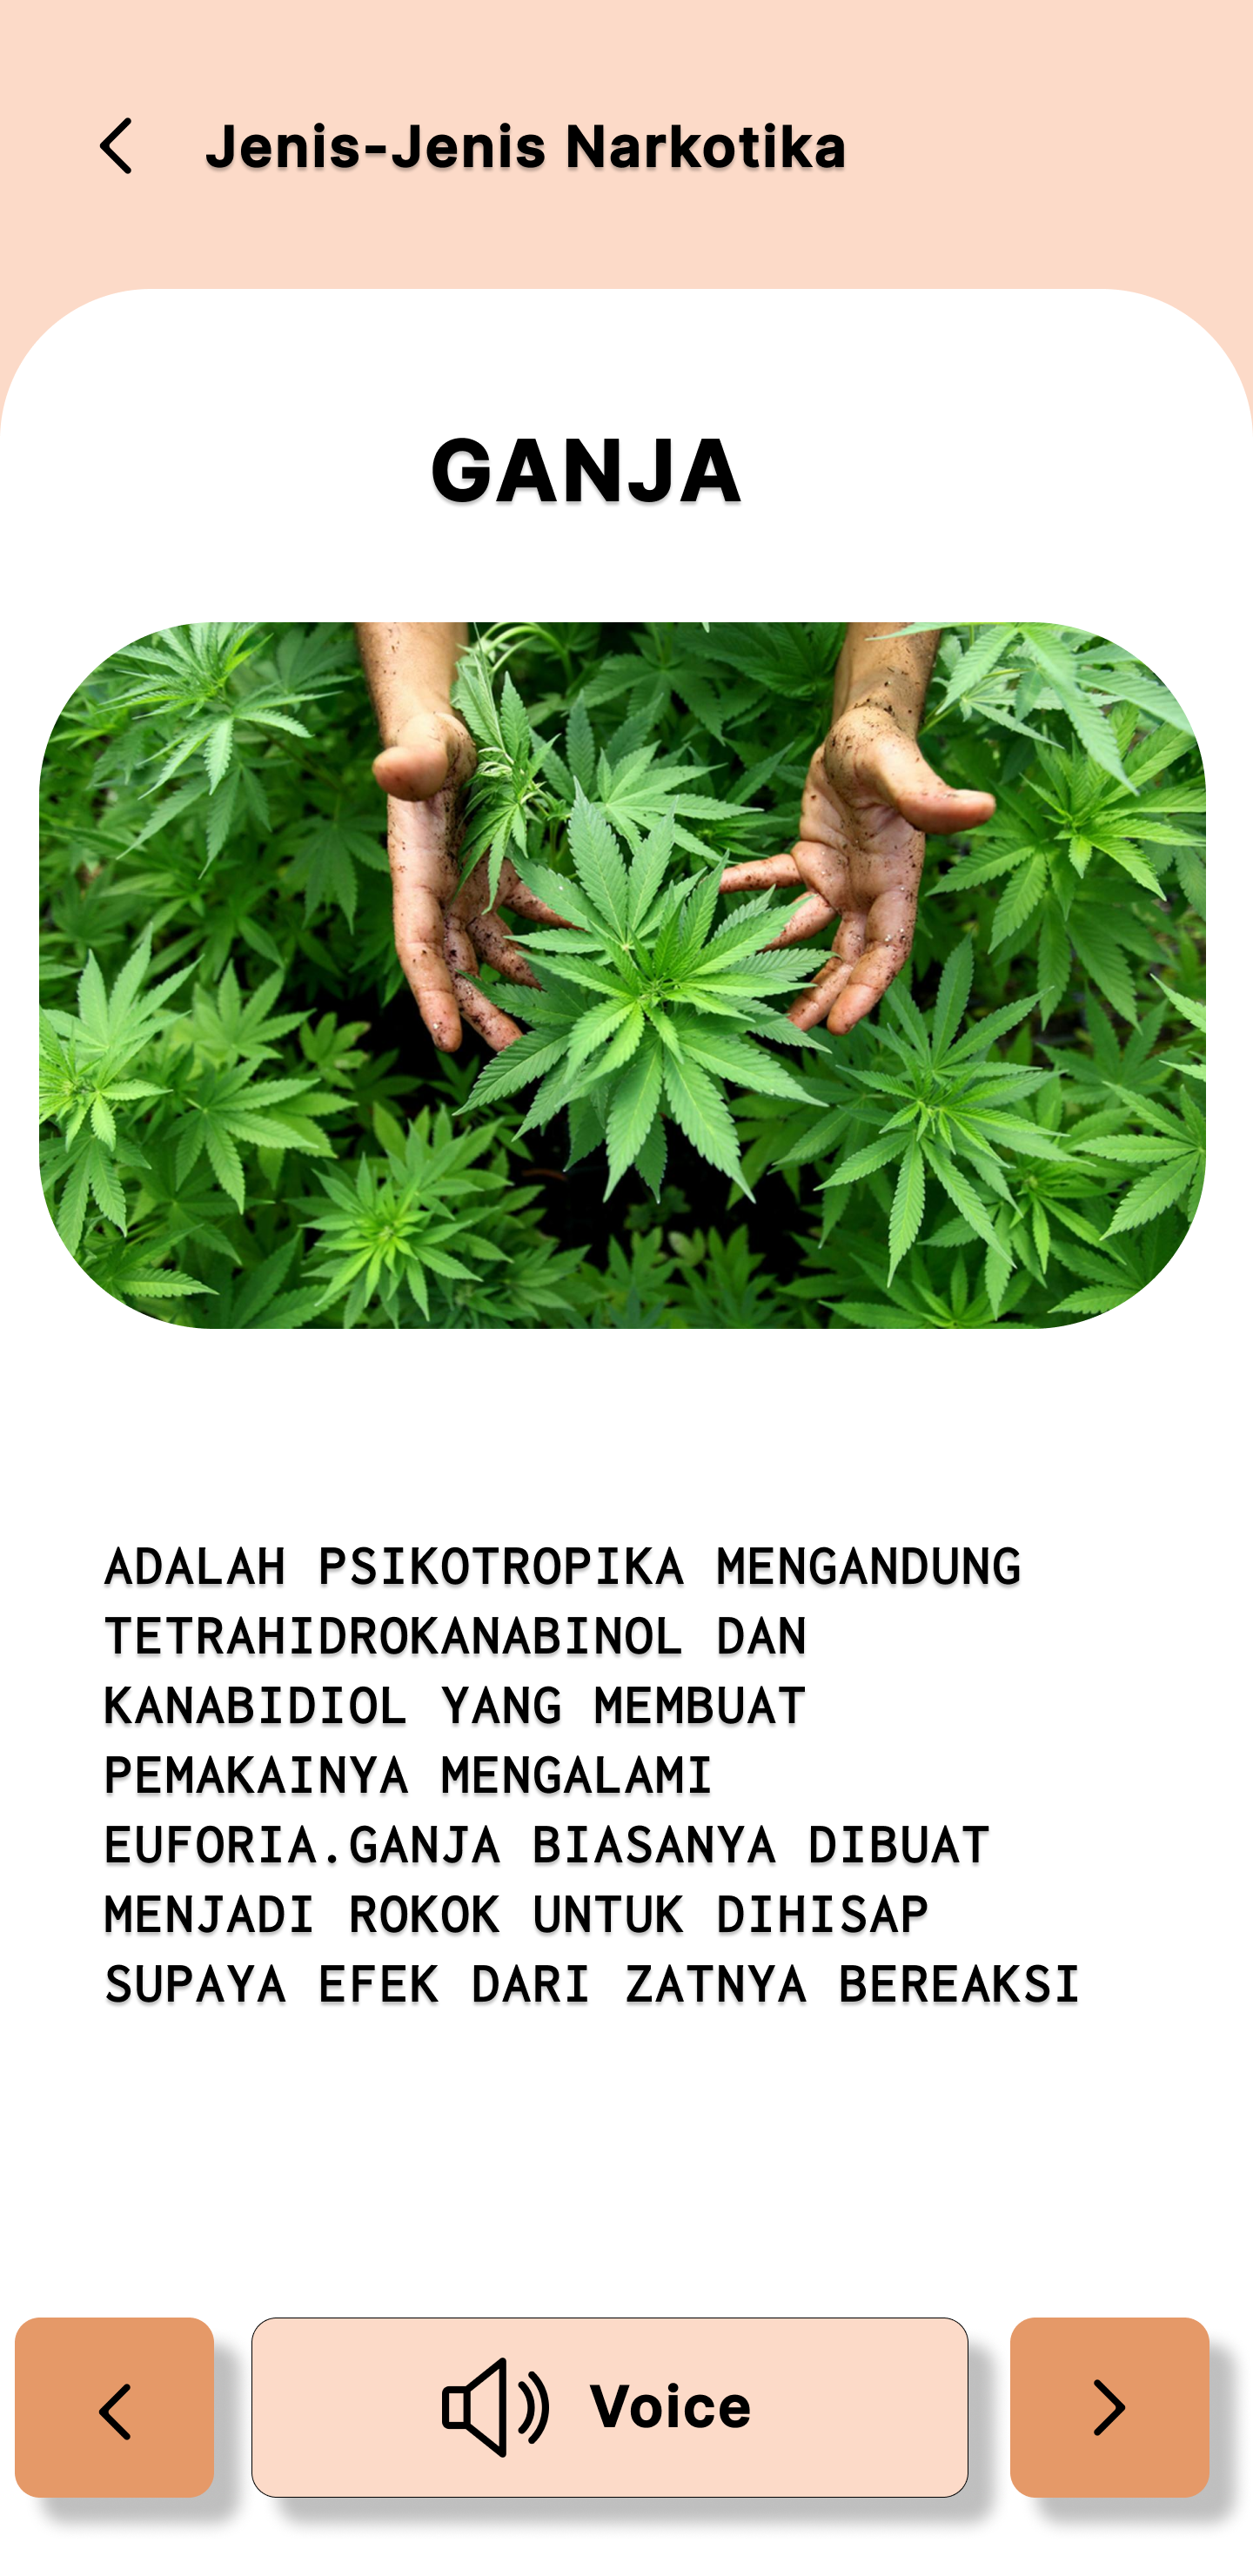 Jenis-Jenis Narkotika
GANJA
ADALAH PSIKOTROPIKA MENGANDUNG
TETRAHIDROKANABINOL DAN
KANABIDIOL YANG MEMBUAT
PEMAKAINYA MENGALAMI
EUFORIA.GANJA BIASANYA DIBUAT
MENJADI ROKOK UNTUK DIHISAP
SUPAYA EFEK DARI ZATNYA BEREAKSI
Voice